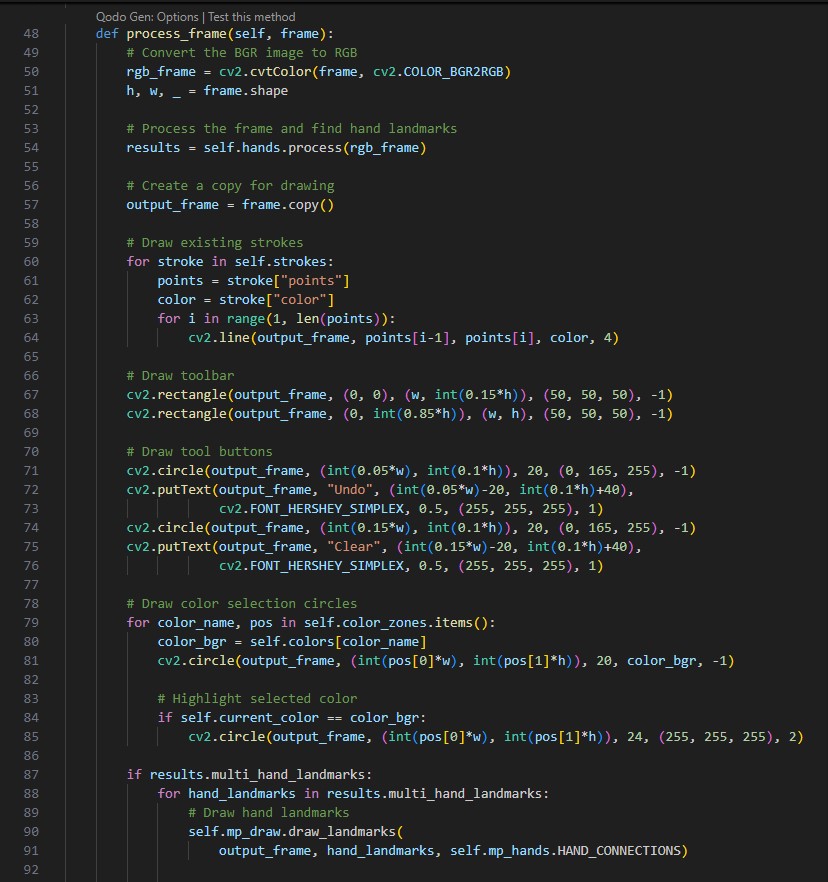 Qodo Gen: Options | Test this method
48 def process_frame(self, frame):
49 # Convert the BGR image to RGB
50 rgb_frame = cv2.cvtColor(frame, cv2.COLOR_BGR2RGB)
51 h, w, _ = frame.shape
52
53 # Process the frame and find hand landmarks
54 results = self.hands.process(rgb_frame)
55
56 # Create a copy for drawing
57 output_frame = frame.copy()
58
59 # Draw existing strokes
60 for stroke in self.strokes:
61 points = stroke["points"]
62 color = stroke["color"]
63 for i in range(1, len(points)):
64 cv2.line(output_frame, points[i-1], points[i], color, 4)
65
66 # Draw toolbar
67 cv2.rectangle(output_frame, (0, 0), (w, int(0.15*h)), (50, 50, 50), -1)
68 cv2.rectangle(output_frame, (0, int(0.85*h)), (w, h), (50, 50, 50), -1)
69
70 # Draw tool buttons
71 cv2.circle(output_frame, (int(0.05*w), int(0.1*h)), 20, (0, 165, 255), -1)
72 cv2.putText(output_frame, "Undo", (int(0.05*w)-20, int(0.1*h)+40),
73 cv2.FONT_HERSHEY_SIMPLEX, 0.5, (255, 255, 255), 1)
74 cv2.circle(output_frame, (int(0.15*w), int(0.1*h)), 20, (0, 165, 255), -1)
75 cv2.putText(output_frame, "Clear", (int(0.15*w)-20, int(0.1*h)+40),
76 cv2.FONT_HERSHEY_SIMPLEX, 0.5, (255, 255, 255), 1)
77
78 # Draw color selection circles
79 for color_name, pos in self.color_zones.items():
80 color_bgr = self.colors[color_name]
81 cv2.circle(output_frame, (int(pos[0]*w), int(pos[1]*h)), 20, color_bgr, -1)
82
83 # Highlight selected color
84 if self.current_color == color_bgr:
85 cv2.circle(output_frame, (int(pos[0]*w), int(pos[1]*h)), 24, (255, 255, 255), 2)
86
87 if results.multi_hand_landmarks:
88 for hand_landmarks in results.multi_hand_landmarks:
89 # Draw hand landmarks
90 self.mp_draw.draw_landmarks(
91 output_frame, hand_landmarks, self.mp_hands.HAND_CONNECTIONS)
92